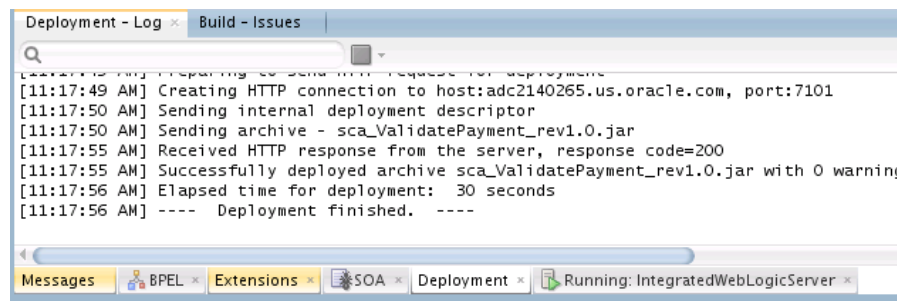 Deployment - Log × Build - Issues
[11:17:49 AM] Creating HTTP connection to host:adc2140265.us.oracle.com, port:7101
[11:17:50 AM] Sending internal deployment descriptor
[11:17:50 AM] Sending archive - sca_ValidatePayment_rev1.0.jar
[11:17:55 AM] Received HTTP response from the server, response code=200
[11:17:55 AM] Successfully deployed archive sca_ValidatePayment_rev1.0.jar with 0 warning
[11:17:56 AM] Elapsed time for deployment:  30 seconds
[11:17:56 AM] ----  Deployment finished.  ----
Messages BPEL × Extensions × SOA × Deployment × Running: IntegratedWebLogicServer ×